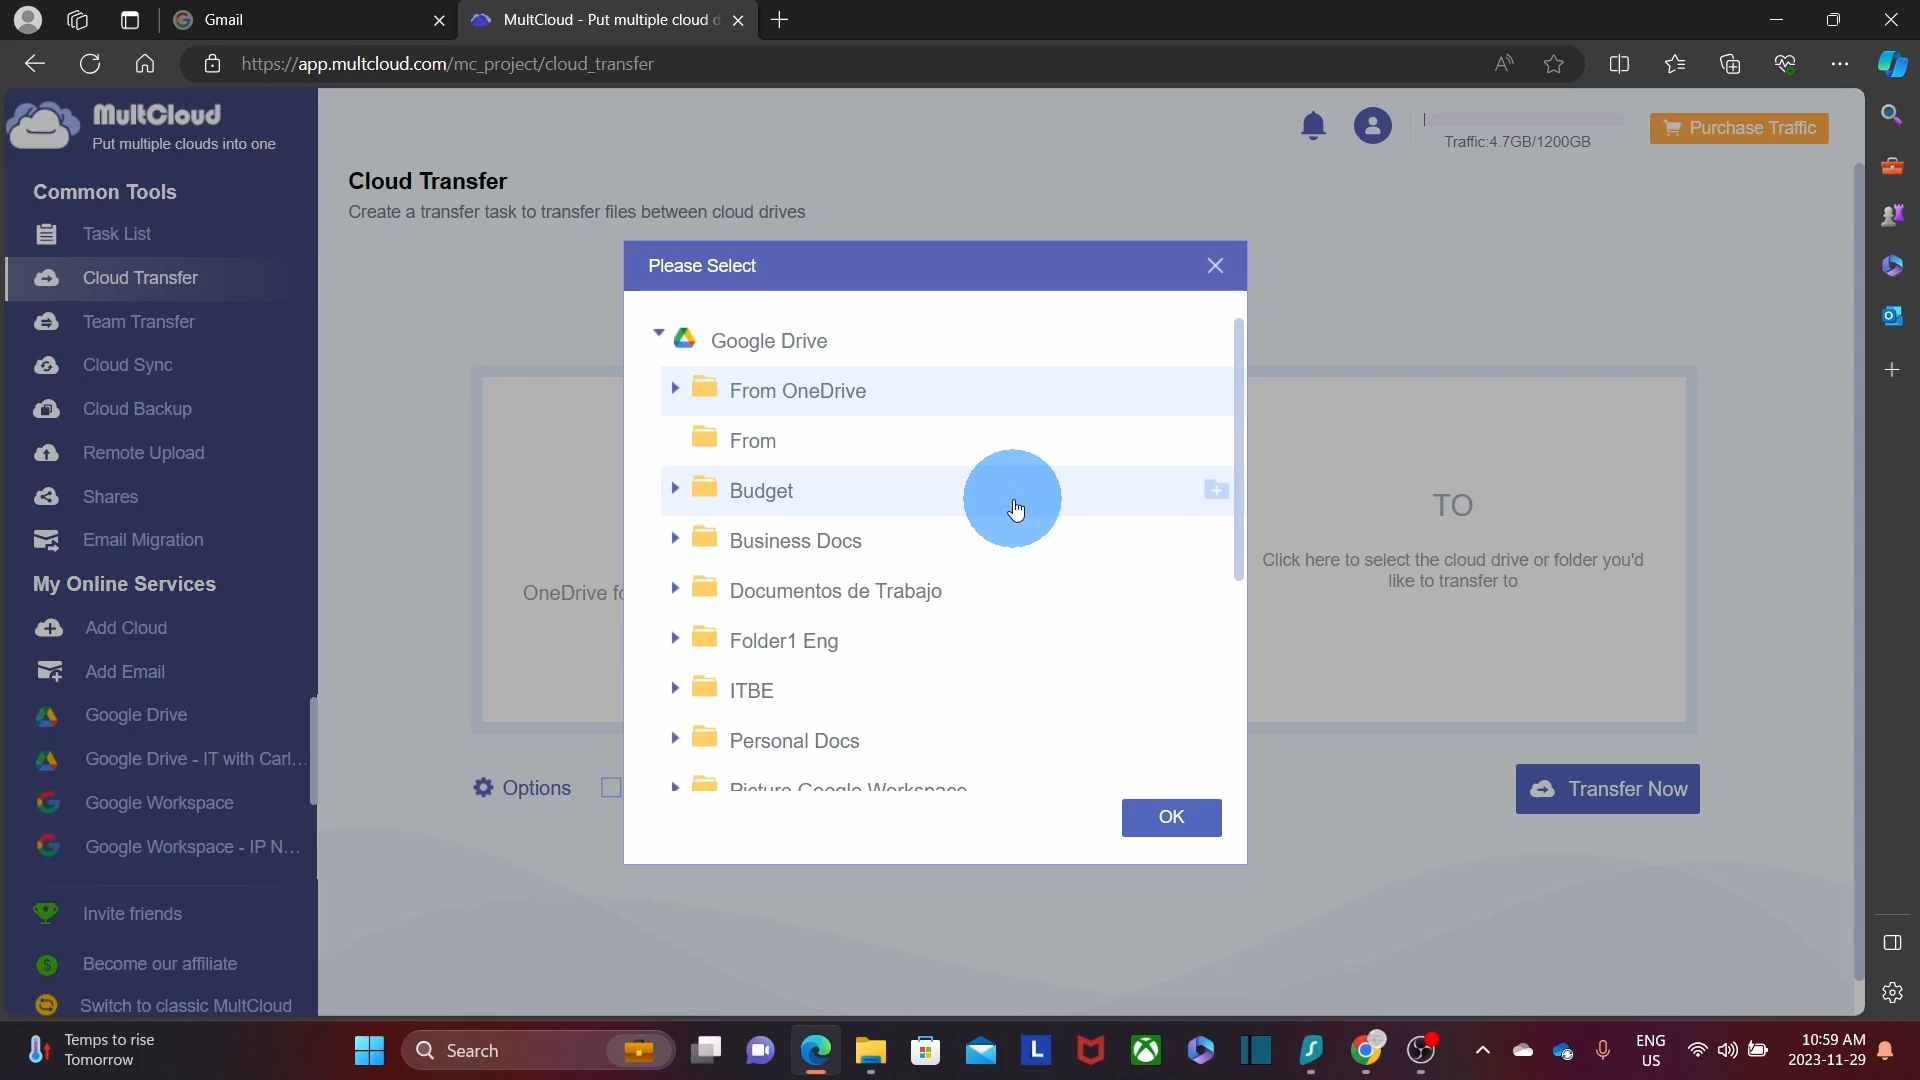 Gmail
MultCloud - Put multiple cloud d
https://app.multcloud.com/mc_project/cloud_transfer
MultCloud
Put multiple clouds into one
Common Tools
Task List
Cloud Transfer
Team Transfer
Cloud Sync
Cloud Backup
Remote Upload
Shares
Email Migration
My Online Services
Add Cloud
Add Email
Google Drive
Google Drive - IT with Carl...
Google Workspace
Google Workspace - IP N...
Invite friends
Become our affiliate
Switch to classic MultCloud
Traffic:4.7GB/1200GB
Purchase Traffic
Cloud Transfer
Create a transfer task to transfer files between cloud drives
Please Select
Google Drive
From OneDrive
From
Budget
Business Docs
Documentos de Trabajo
Folder1 Eng
ITBE
Personal Docs
Picture Google Workspace
OK
OneDrive fo
TO
Click here to select the cloud drive or folder you'd
like to transfer to
Options
Transfer Now
Temps to rise
Tomorrow
Search
ENG
US
10:59 AM
2023-11-29